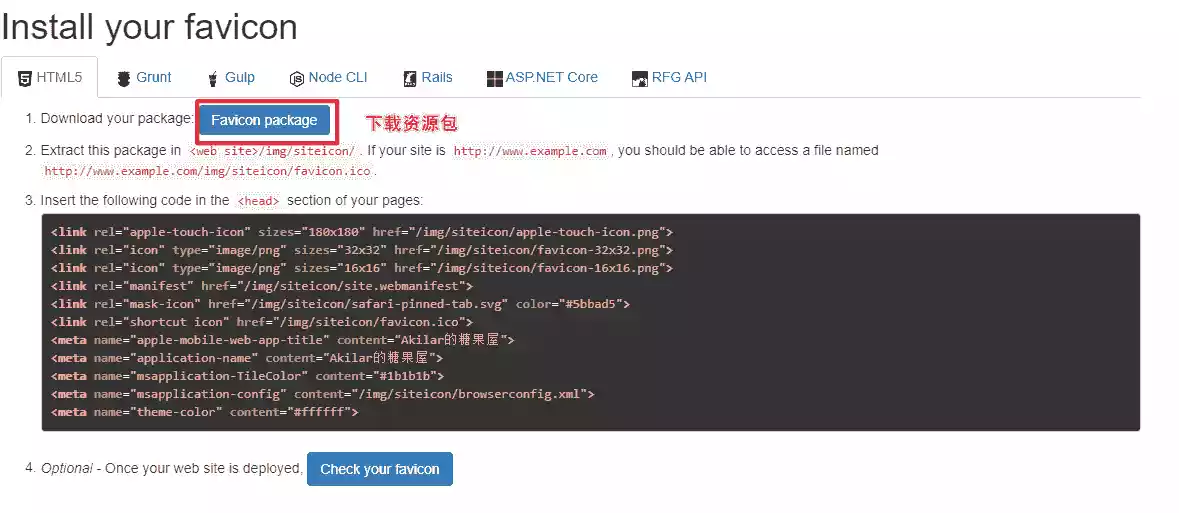 Install your favicon
HTML5 Grunt Gulp Node CLI Rails ASP.NET Core RFG API
1. Download your package: Favicon package 下载资源包
2. Extract this package in <web site>/img/siteicon/ . If your site is http://www.example.com , you should be able to access a file named
http://www.example.com/img/siteicon/favicon.ico .
3. Insert the following code in the <head> section of your pages:
<link rel="apple-touch-icon" sizes="180x180" href="/img/siteicon/apple-touch-icon.png">
<link rel="icon" type="image/png" sizes="32x32" href="/img/siteicon/favicon-32x32.png">
<link rel="icon" type="image/png" sizes="16x16" href="/img/siteicon/favicon-16x16.png">
<link rel="manifest" href="/img/siteicon/site.webmanifest">
<link rel="mask-icon" href="/img/siteicon/safari-pinned-tab.svg" color="#5bbad5">
<link rel="shortcut icon" href="/img/siteicon/favicon.ico">
<meta name="apple-mobile-web-app-title" content="Akilar的糖果屋">
<meta name="application-name" content="Akilar的糖果屋">
<meta name="msapplication-TileColor" content="#1b1b1b">
<meta name="msapplication-config" content="/img/siteicon/browserconfig.xml">
<meta name="theme-color" content="#ffffff">
4. Optional - Once your web site is deployed, Check your favicon